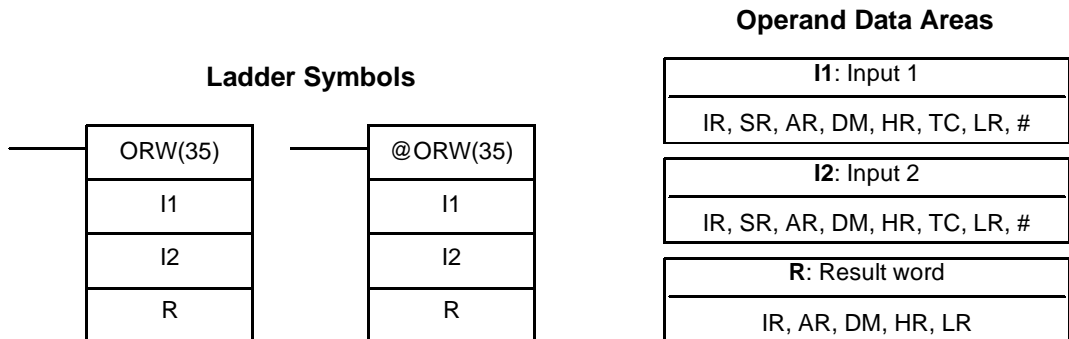 Ladder Symbols
ORW(35)
I1
I2
R
@ORW(35)
I1
I2
R
Operand Data Areas
I1: Input 1
IR, SR, AR, DM, HR, TC, LR, #
I2: Input 2
IR, SR, AR, DM, HR, TC, LR, #
R: Result word
IR, AR, DM, HR, LR